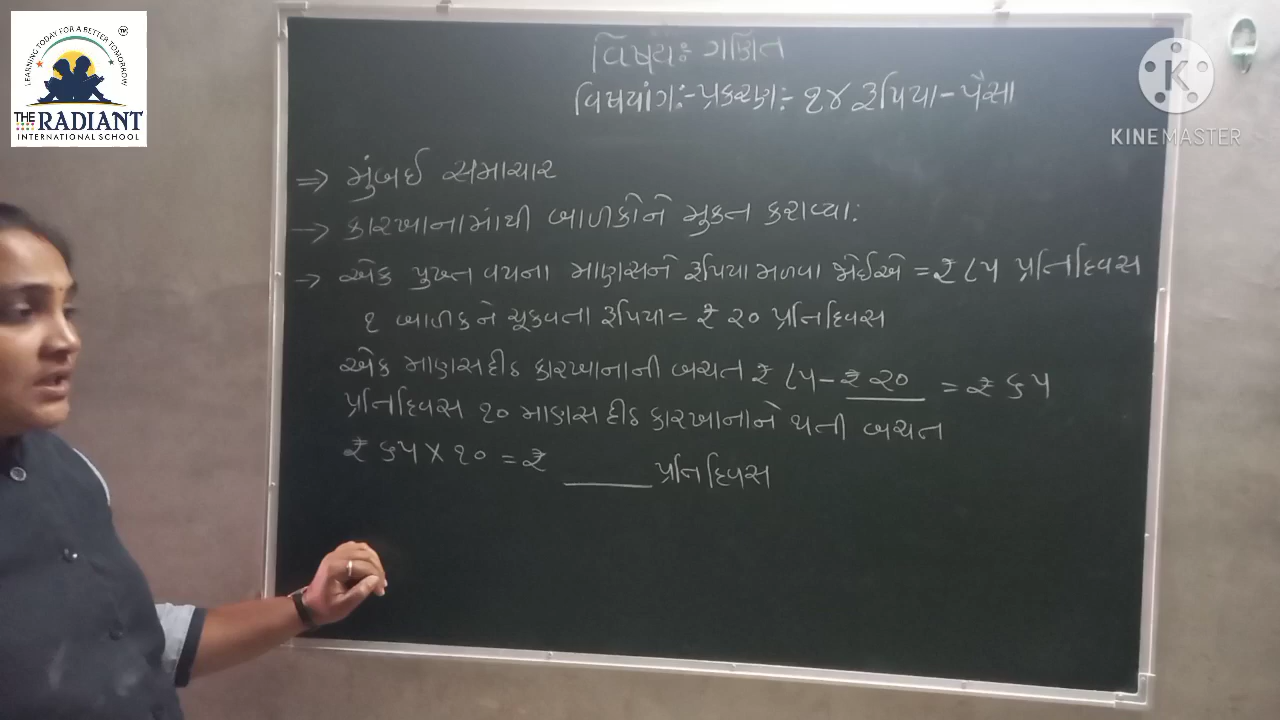 LEARNING TODAY FOR A BETTER TOMORROW
TM
THE RADIANT
INTERNATIONAL SCHOOL
K
KINEMASTER
વિષય:- ગણિત
વિષયાંગ:-પ્રકરણ:- ૧૪ રૂપિયા-પૈસા
⇒ મુંબઈ સમાચાર
→ કારખાનામાંથી બાળકોને મુક્ત કરાવ્યા:
→ એક પુખ્ત વયના માણસને રૂપિયા મળવા જોઈએ = ₹ ૮૫ પ્રતિદિવસ
૧ બાળકને ચૂકવતા રૂપિયા= ₹ ૨૦ પ્રતિદિવસ
એક માણસદીઠ કારખાનાની બચત ₹ ૮૫-₹ ૨૦ = ₹ ૬૫
પ્રતિદિવસ ૧૦ માણસ દીઠ કારખાનાને થતી બચત
₹ ૬૫ X ૧૦ = ₹ ______ પ્રતિદિવસ